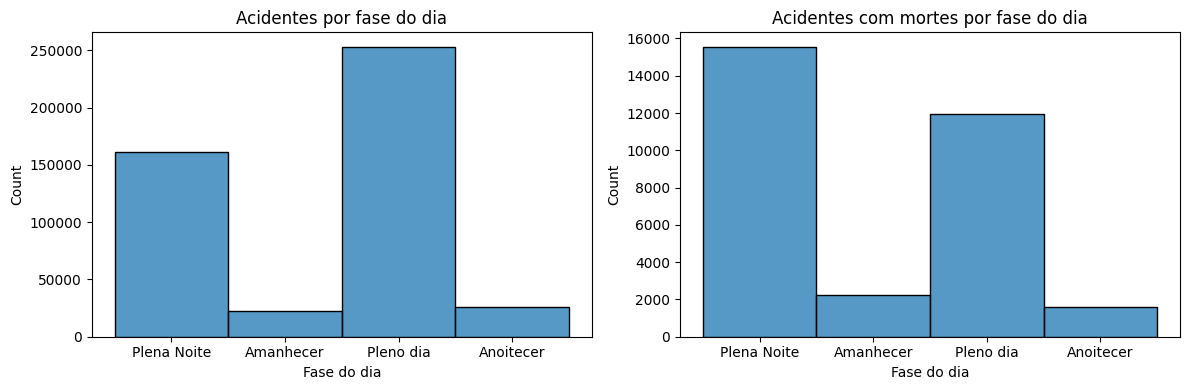 Acidentes por fase do dia
250000
200000
150000
100000
50000
0
Count
Plena Noite Amanhecer Pleno dia Anoitecer
Fase do dia
Acidentes com mortes por fase do dia
16000
14000
12000
10000
8000
6000
4000
2000
0
Count
Plena Noite Amanhecer Pleno dia Anoitecer
Fase do dia